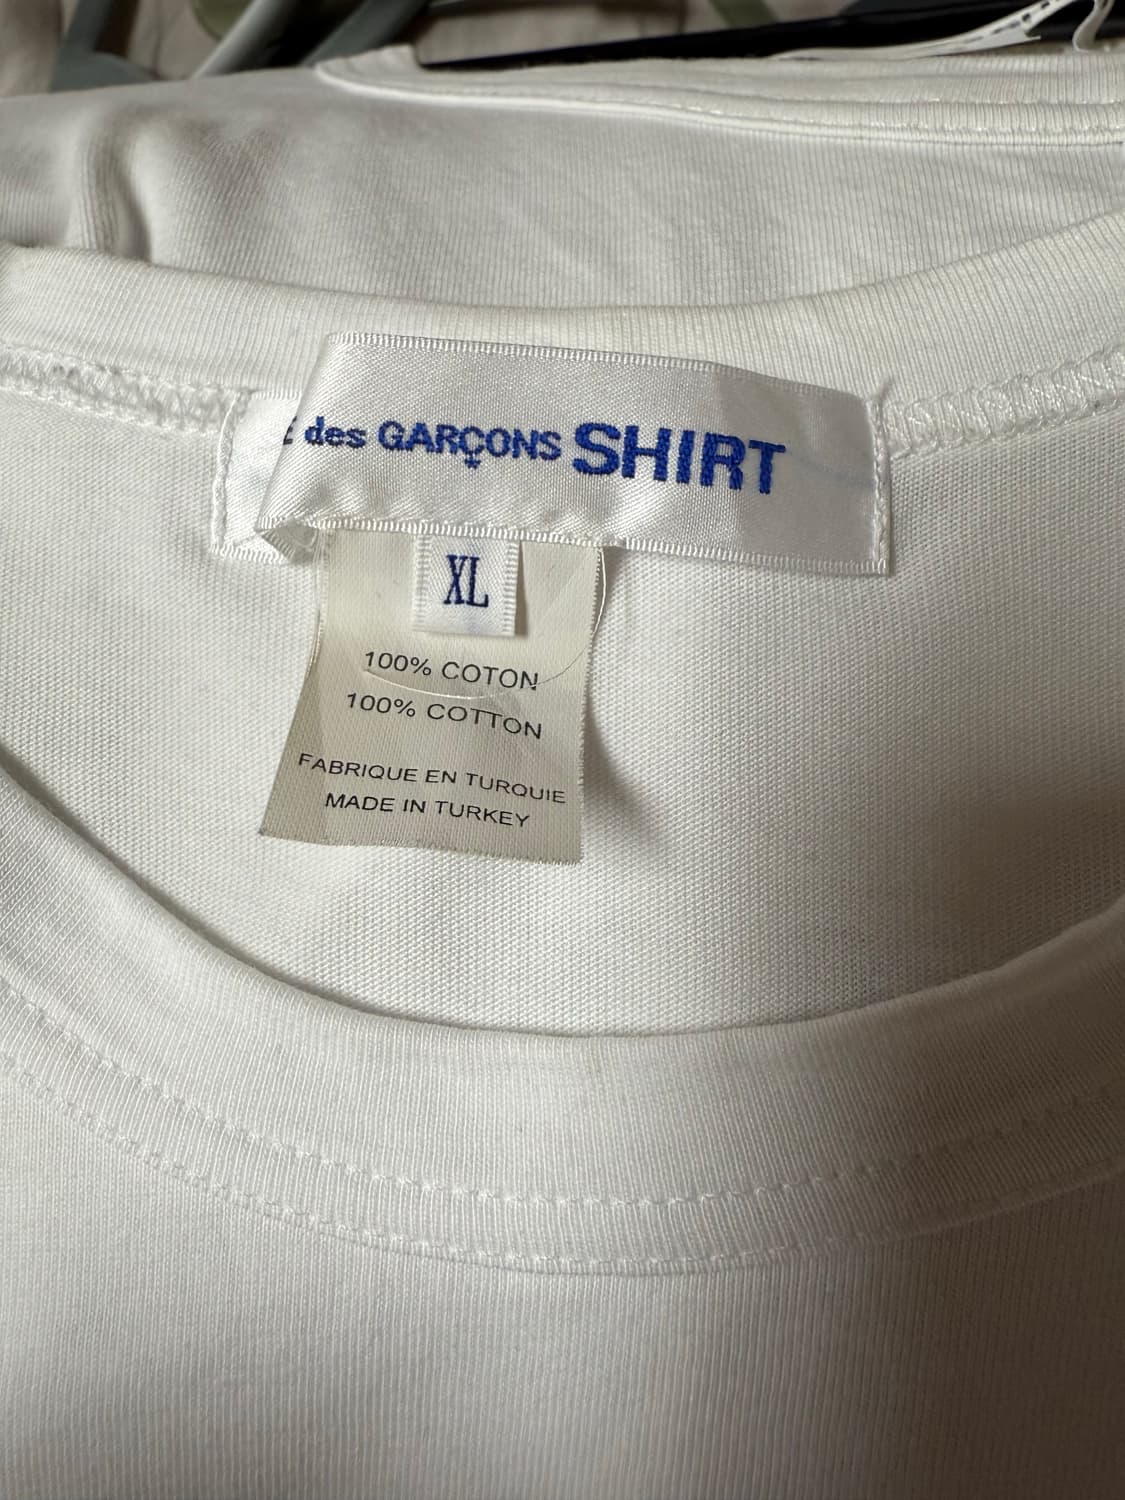 des GARÇONS SHIRT
XL
100% COTON
100% COTTON
FABRIQUE EN TURQUIE
MADE IN TURKEY